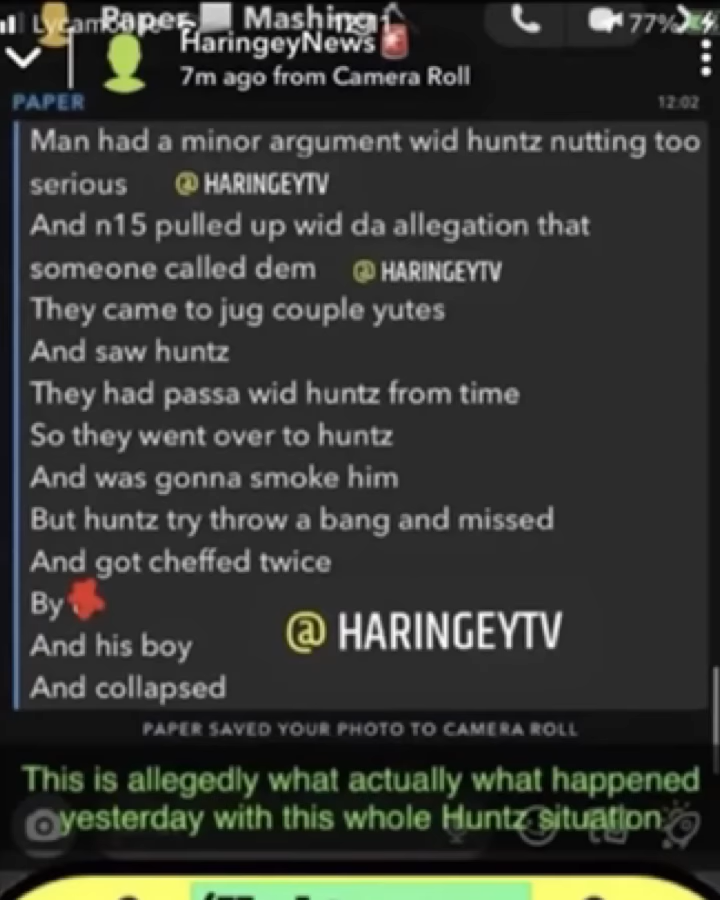 Lycam
Paper Mashing
77%
HaringeyNews
7m ago from Camera Roll
PAPER 12:02
Man had a minor argument wid huntz nutting too
serious @ HARINGEYTV
And n15 pulled up wid da allegation that
someone called dem @ HARINGEYTV
They came to jug couple yutes
And saw huntz
They had passa wid huntz from time
So they went over to huntz
And was gonna smoke him
But huntz try throw a bang and missed
And got cheffed twice
By
And his boy @ HARINGEYTV
And collapsed
PAPER SAVED YOUR PHOTO TO CAMERA ROLL
This is allegedly what actually what happened
yesterday with this whole Huntz situation